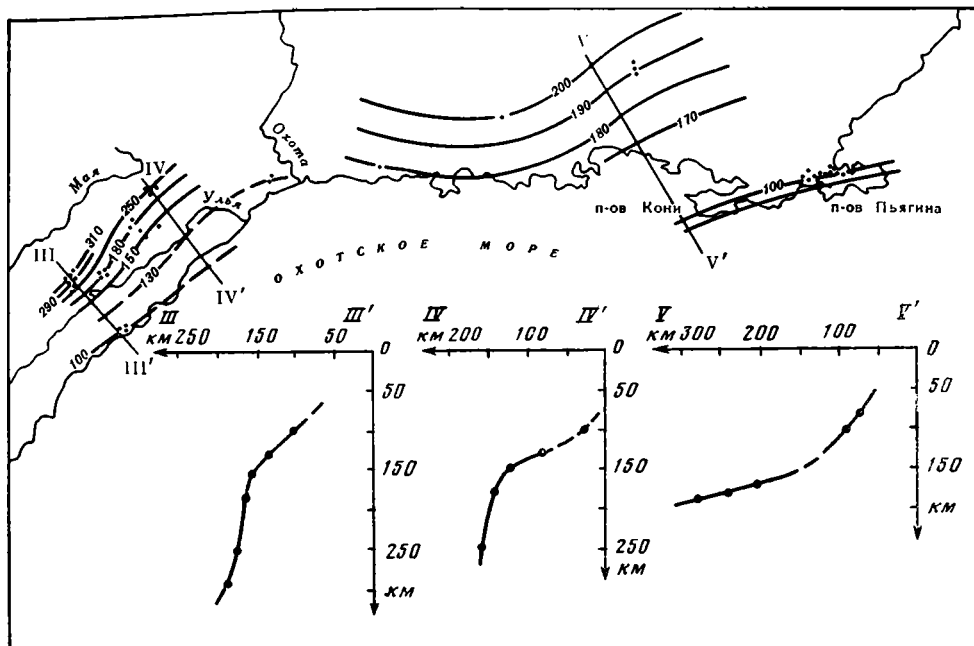 V
200
190
180
170
Охота
Мая
IV
250
310
180
150
Улья
III
290
130
100
п-ов Кони
п-ов Пьягина
ОХОТСКОЕ МОРЕ
IV'
V'
100
III'
III III'
км 250 150 0
50
150
250
км
IV IV'
км 200 100 0
50
150
250
км
V V'
км 300 200 100 0
50
150
км